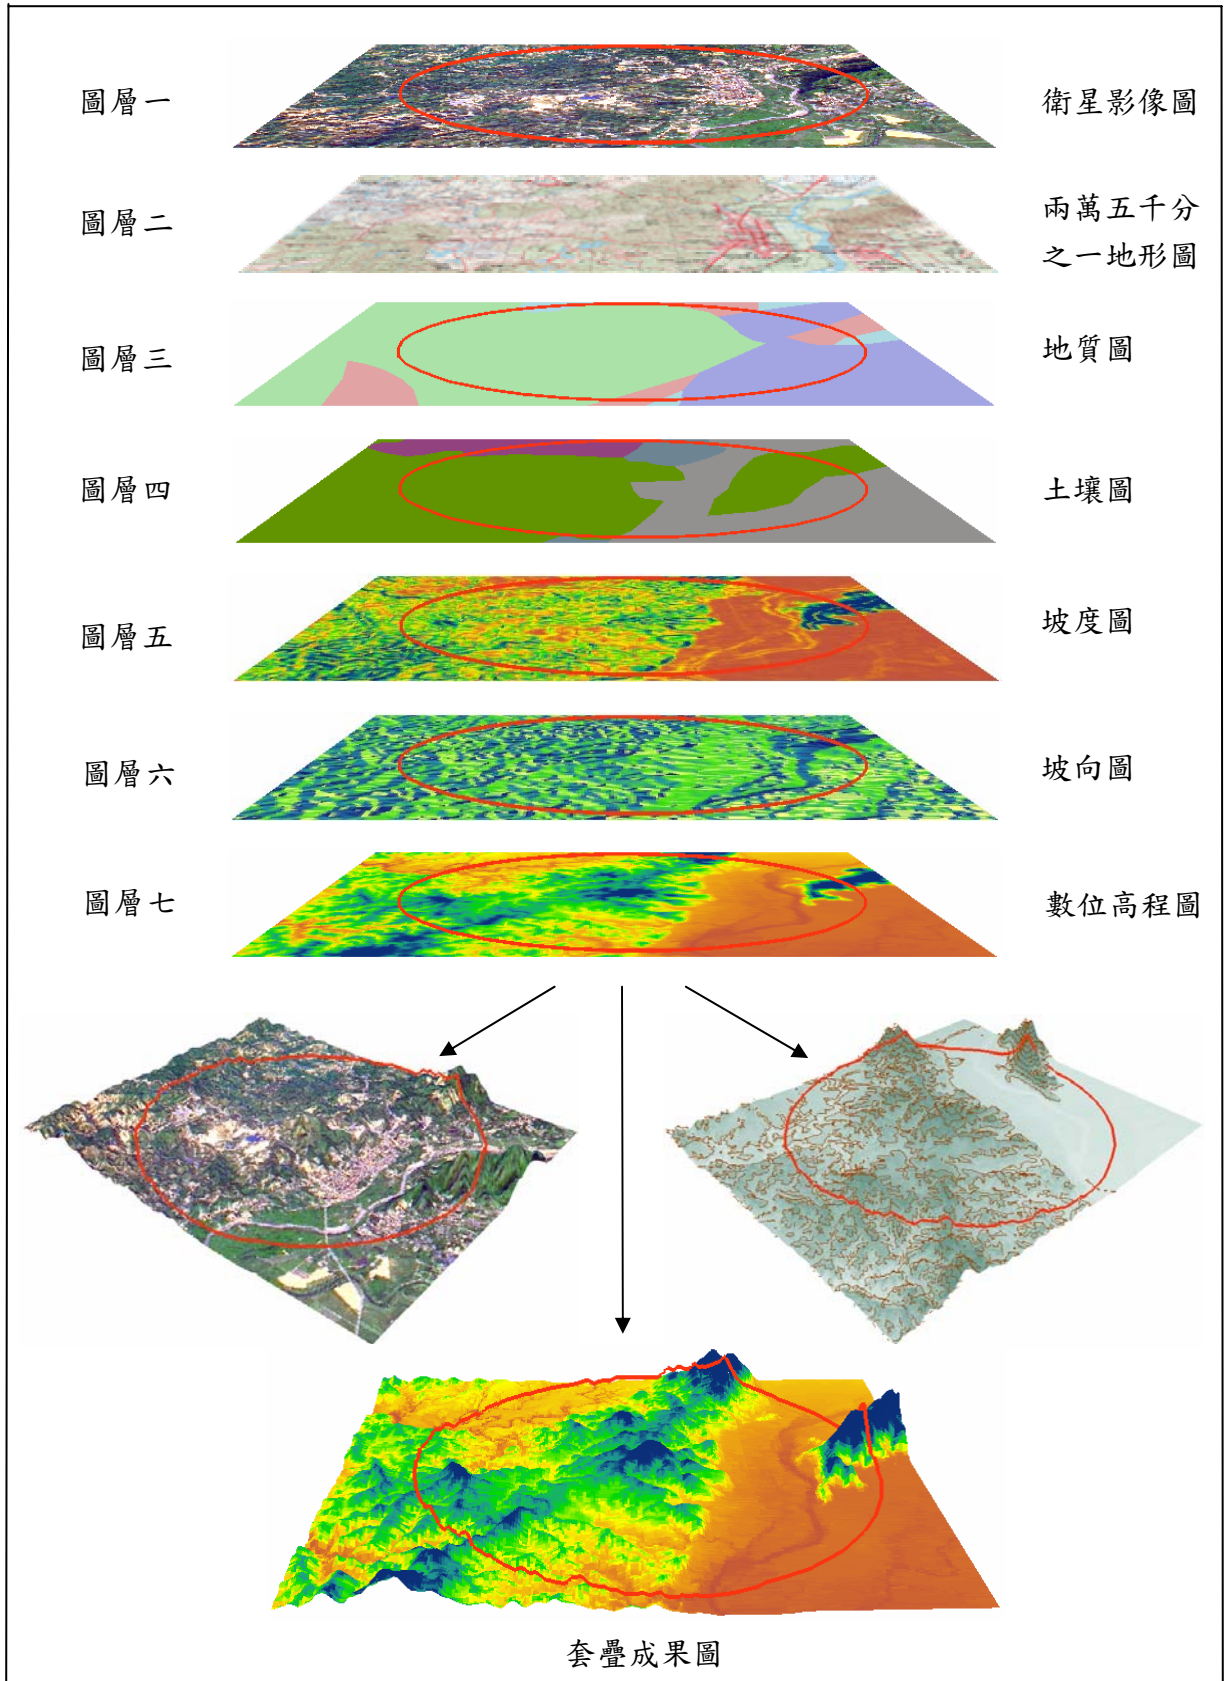 圖層一
衛星影像圖
圖層二
兩萬五千分
之一地形圖
圖層三
地質圖
圖層四
土壤圖
圖層五
坡度圖
圖層六
坡向圖
圖層七
數位高程圖
套疊成果圖